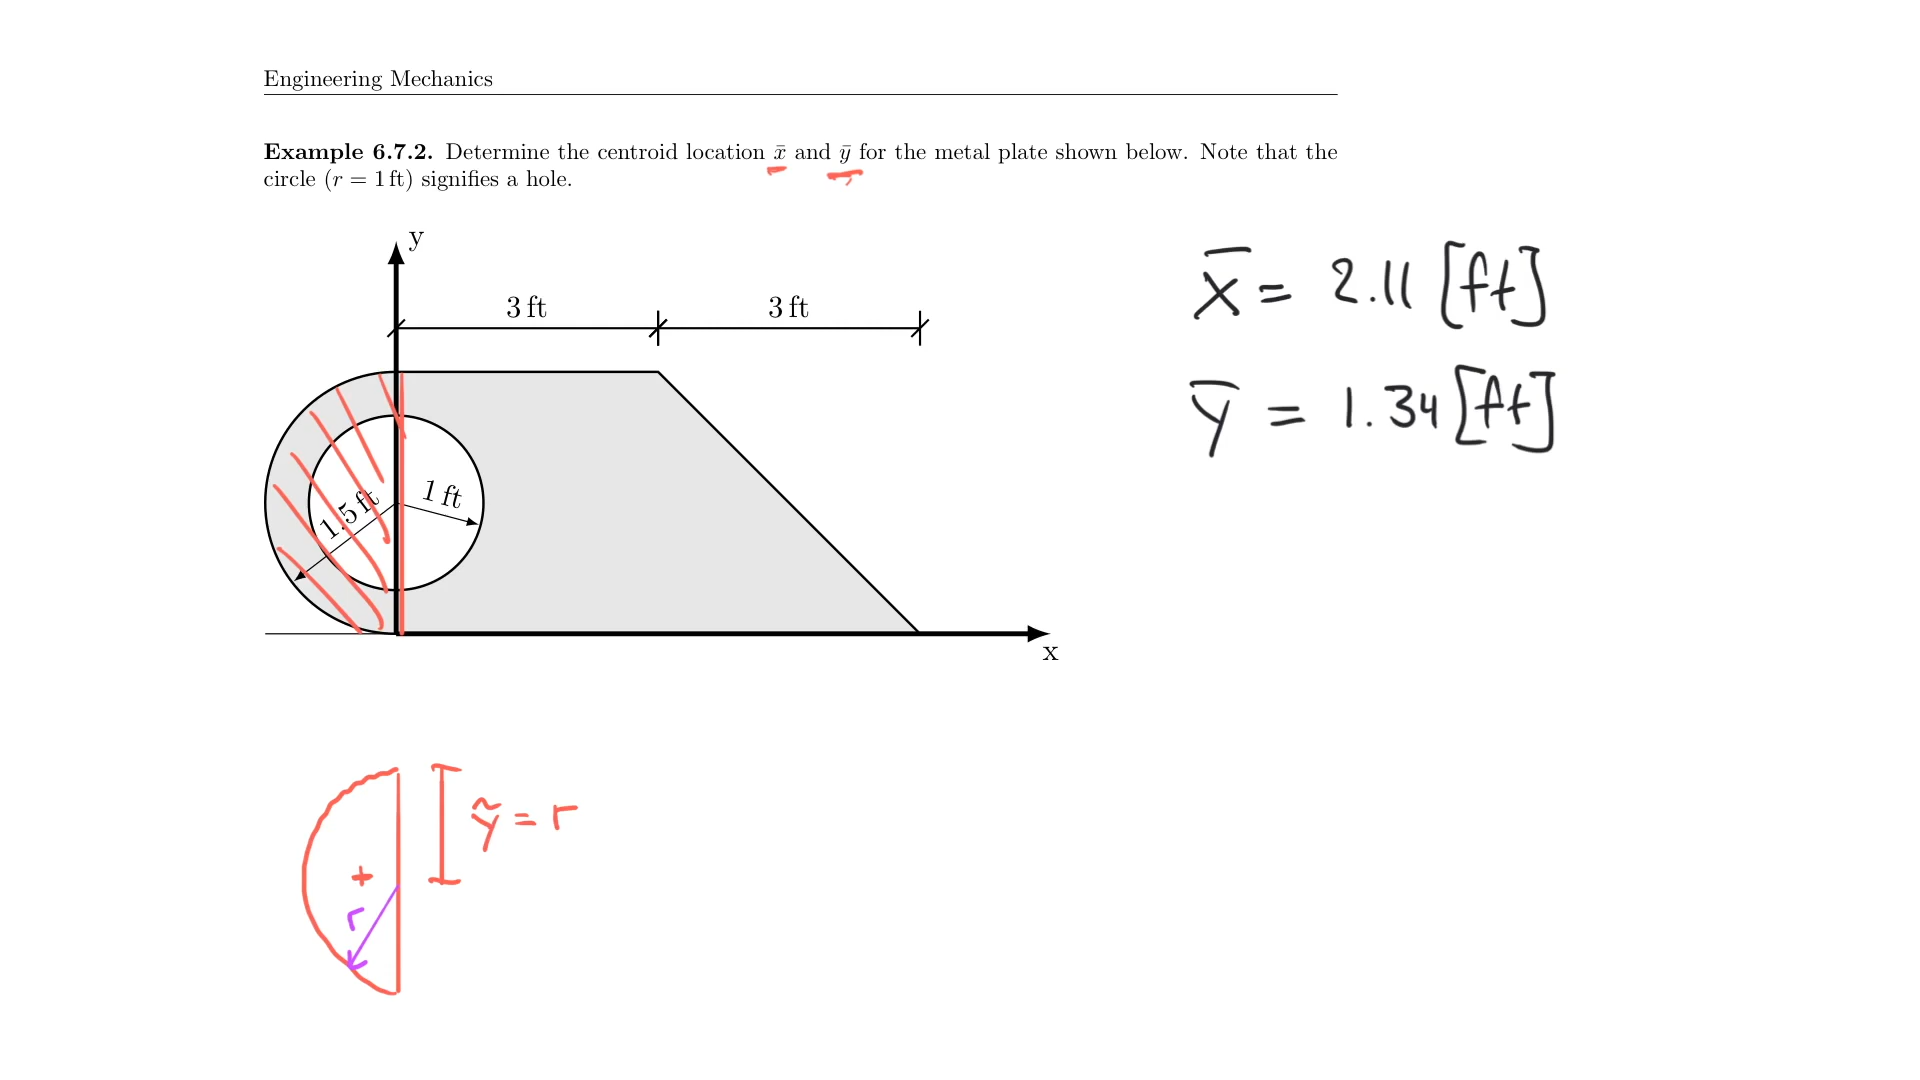 Engineering Mechanics
Example 6.7.2. Determine the centroid location x̄ and ȳ for the metal plate shown below. Note that the
circle (r = 1 ft) signifies a hole.
y
3 ft
3 ft
1.5 ft
1 ft
x
x̄ = 2.11 [ft]
ȳ = 1.34 [ft]
ỹ = r
r